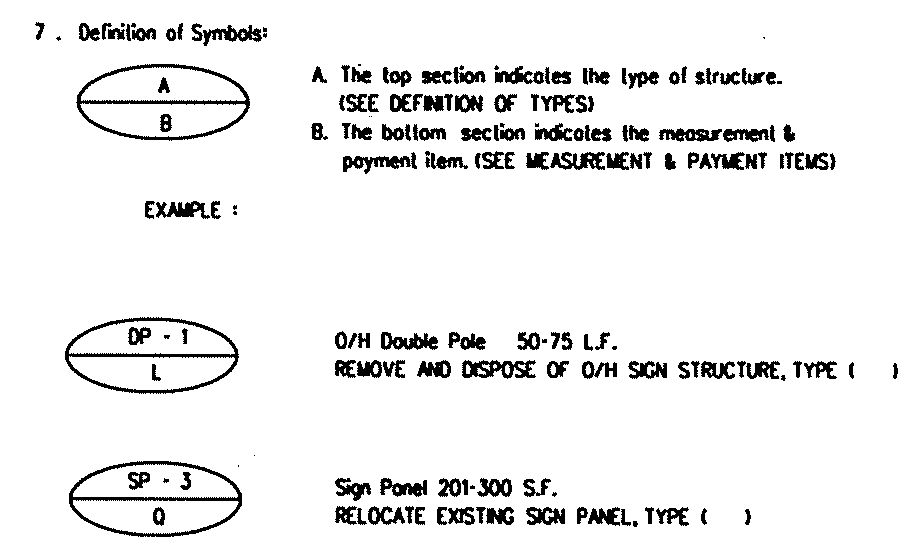 7 . Definition of Symbols:
A
B
A. The top section indicates the type of structure.
(SEE DEFINITION OF TYPES)
B. The bottom section indicates the measurement &
payment item. (SEE MEASUREMENT & PAYMENT ITEMS)
EXAMPLE :
DP - 1
L
O/H Double Pole 50-75 L.F.
REMOVE AND DISPOSE OF O/H SIGN STRUCTURE, TYPE ( )
SP - 3
Q
Sign Panel 201-300 S.F.
RELOCATE EXISTING SIGN PANEL, TYPE ( )